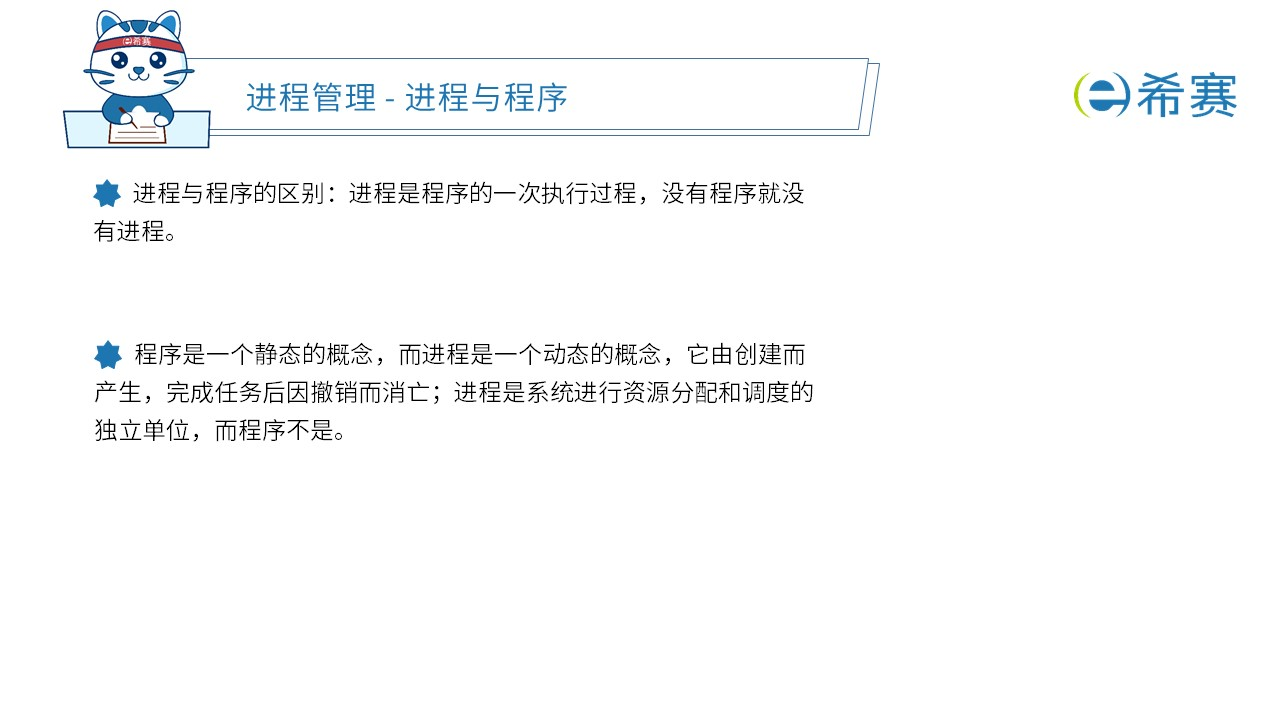 希赛
进程管理 - 进程与程序
希赛
进程与程序的区别：进程是程序的一次执行过程，没有程序就没
有进程。
程序是一个静态的概念，而进程是一个动态的概念，它由创建而
产生，完成任务后因撤销而消亡；进程是系统进行资源分配和调度的
独立单位，而程序不是。